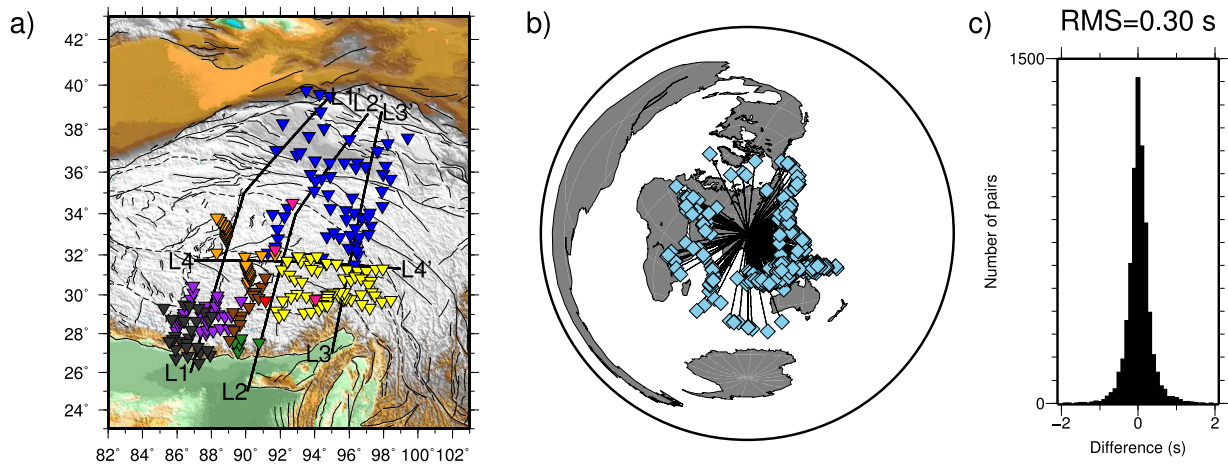 a)
b)
c)
RMS=0.30 s
42˚
40˚
38˚
36˚
34˚
32˚
30˚
28˚
26˚
24˚
L1'
L2'
L3'
L4
L4'
L1
L2
L3
82˚ 84˚ 86˚ 88˚ 90˚ 92˚ 94˚ 96˚ 98˚ 100˚ 102˚
1500
Number of pairs
0
-2 0 2
Difference (s)